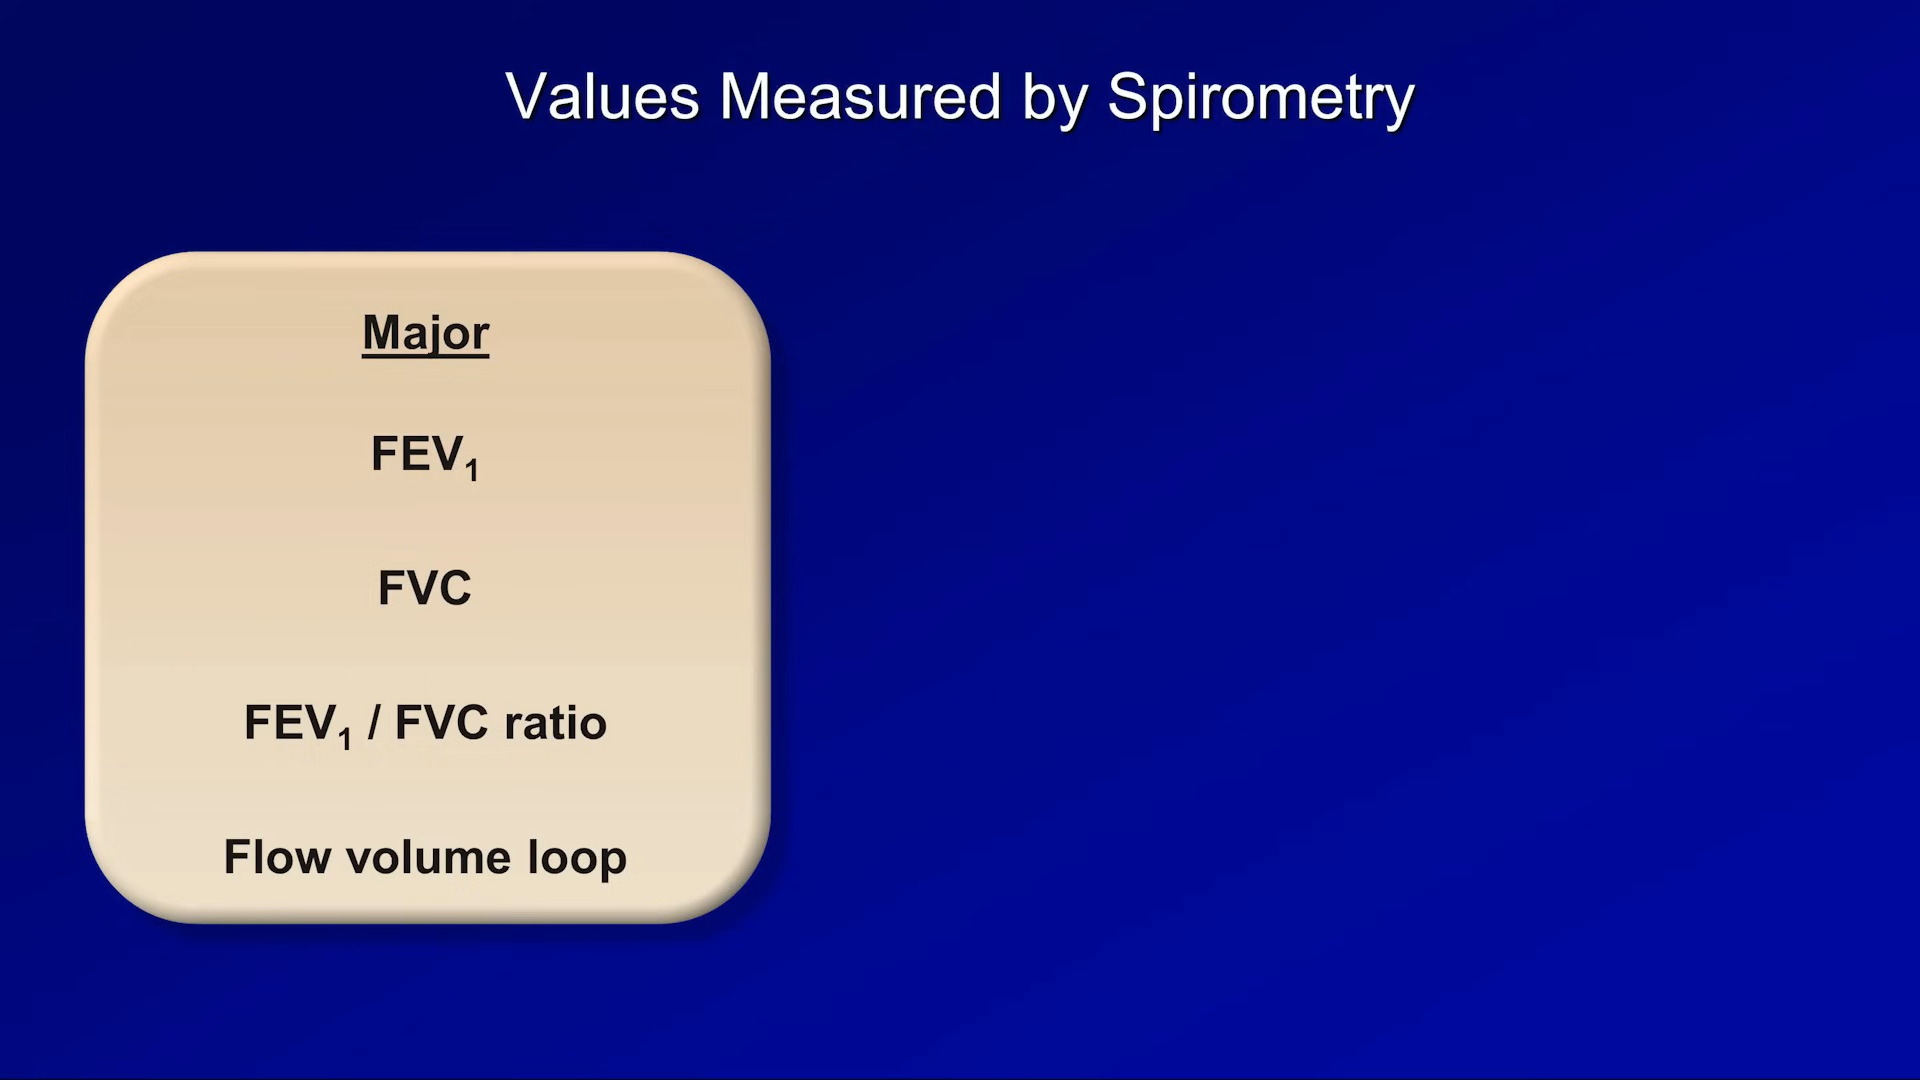 Values Measured by Spirometry
Major
FEV₁
FVC
FEV₁ / FVC ratio
Flow volume loop